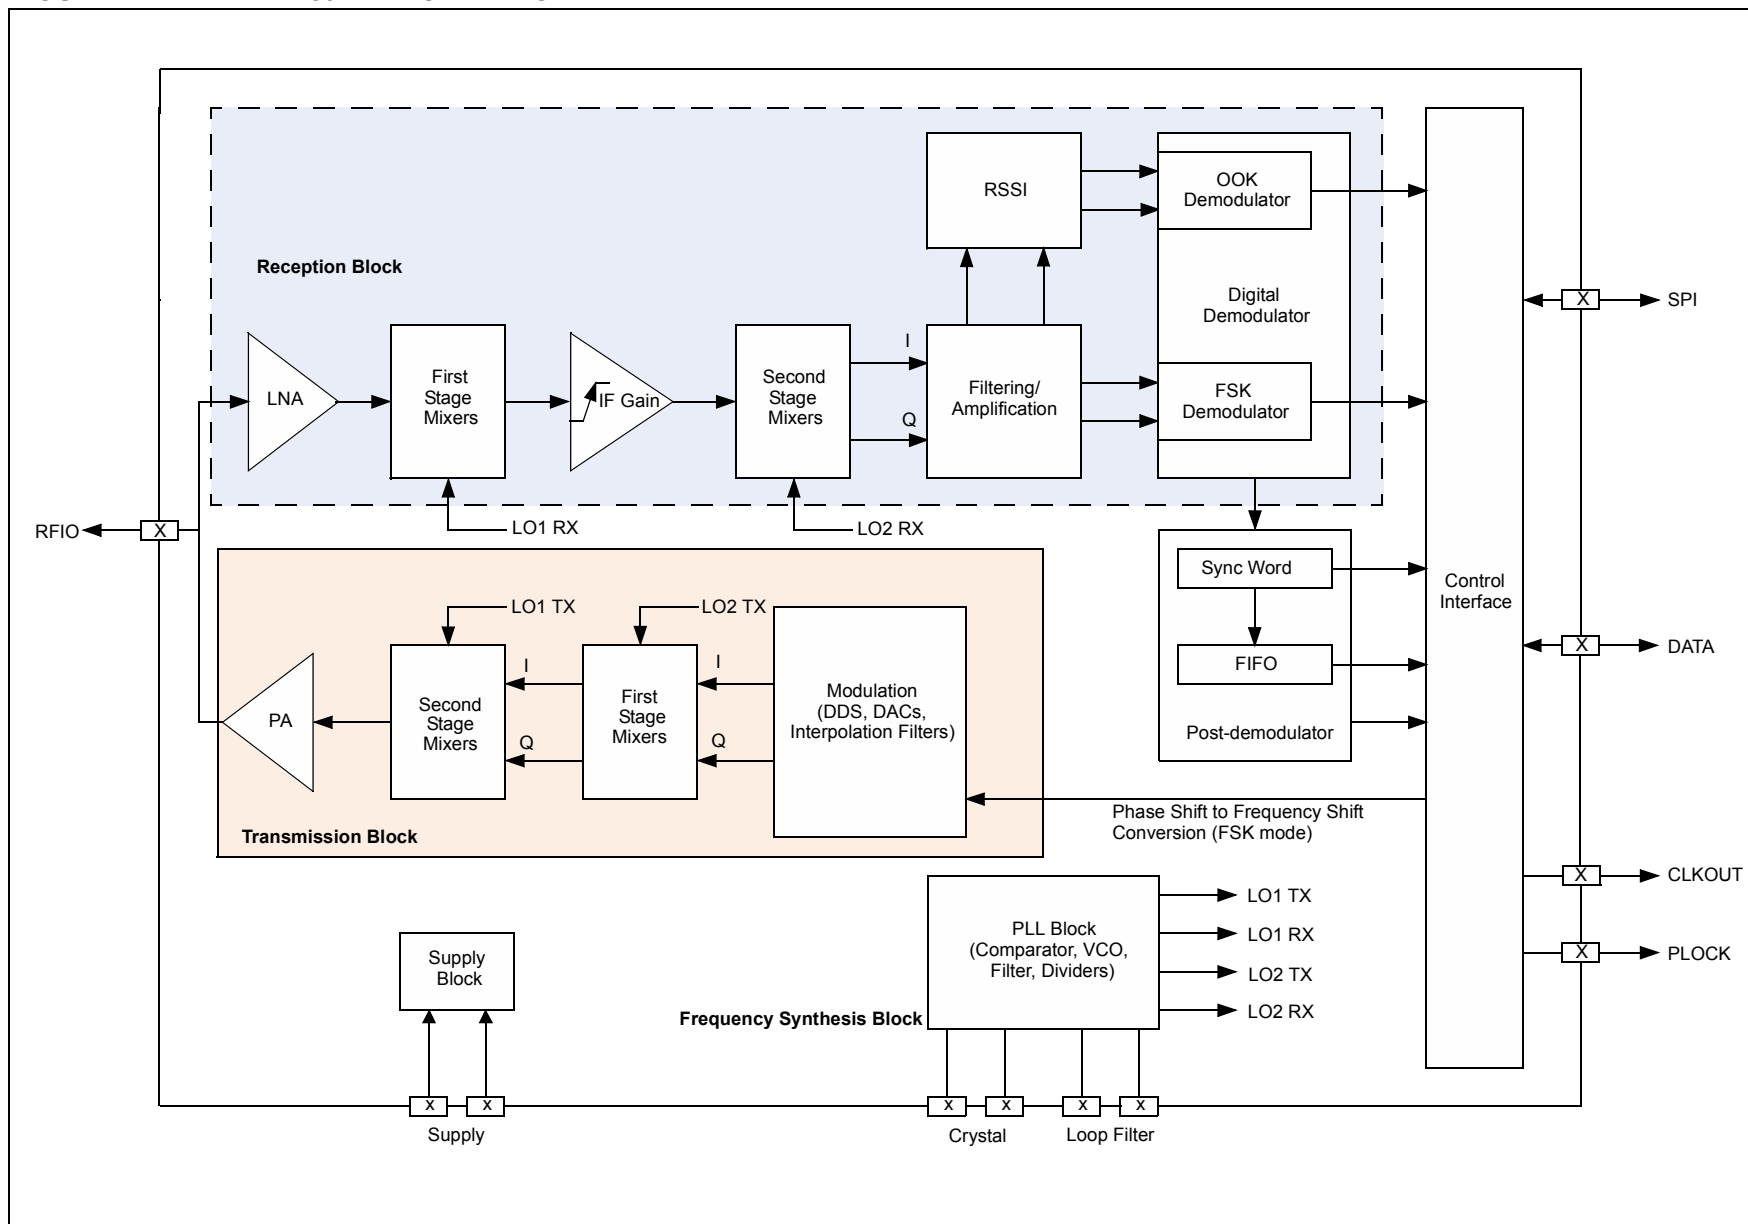 RSSI
OOK
Demodulator
Reception Block
Digital
Demodulator
SPI
X
LNA
First
Stage
Mixers
IF Gain
Second
Stage
Mixers
I
Q
Filtering/
Amplification
FSK
Demodulator
RFIO
X
LO1 RX
LO2 RX
Sync Word
FIFO
Post-demodulator
Control
Interface
X
DATA
LO1 TX
LO2 TX
PA
Second
Stage
Mixers
I
Q
First
Stage
Mixers
I
Q
Modulation
(DDS, DACs,
Interpolation Filters)
Transmission Block
Phase Shift to Frequency Shift
Conversion (FSK mode)
X
CLKOUT
X
PLOCK
Supply
Block
Frequency Synthesis Block
PLL Block
(Comparator, VCO,
Filter, Dividers)
LO1 TX
LO1 RX
LO2 TX
LO2 RX
X
X
X
X
X
X
Supply
Crystal
Loop Filter